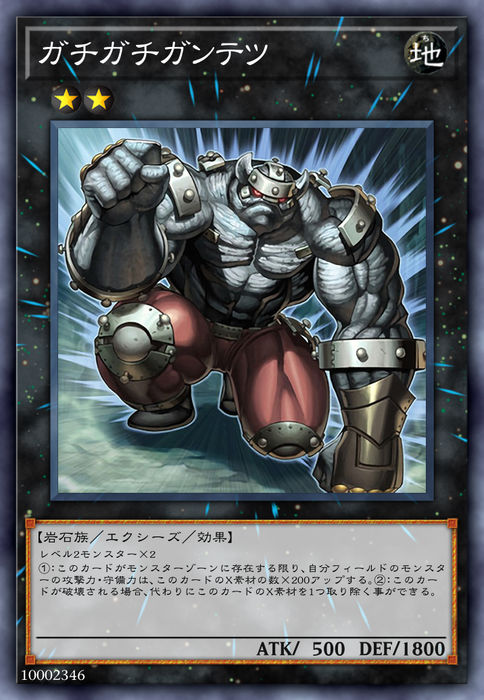 ガチガチガンテツ
ち
地
【岩石族／エクシーズ／効果】
レベル2モンスター×2
①：このカードがモンスターゾーンに存在する限り、自分フィールドのモンスタ
ーの攻撃力・守備力は、このカードのX素材の数×200アップする。②：このカー
ドが破壊される場合、代わりにこのカードのX素材を1つ取り除く事ができる。
ATK/ 500 DEF/1800
10002346